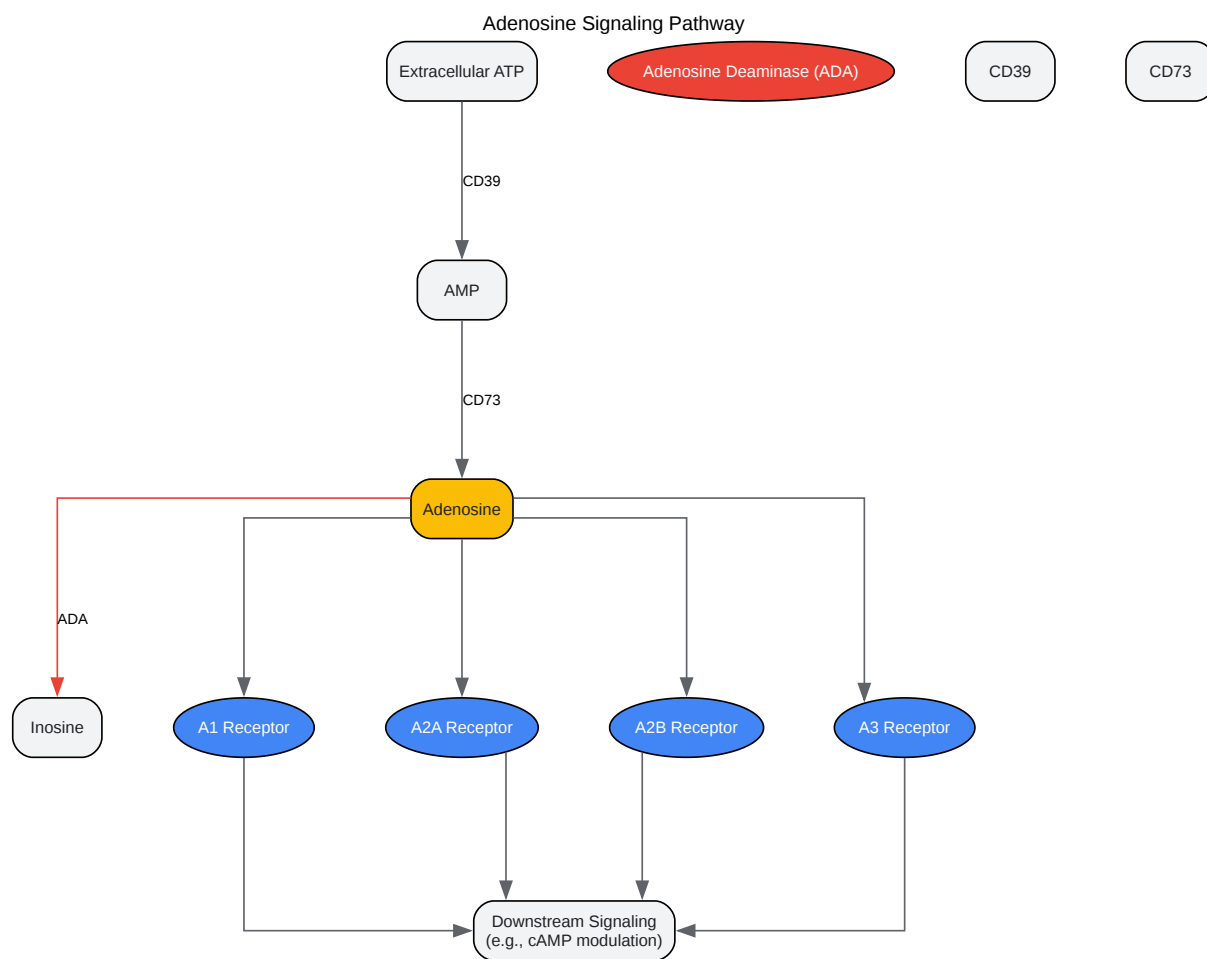 Adenosine Signaling Pathway
Extracellular ATP
Adenosine Deaminase (ADA)
CD39
CD73
CD39
AMP
CD73
Adenosine
ADA
Inosine
A1 Receptor
A2A Receptor
A2B Receptor
A3 Receptor
Downstream Signaling
(e.g., cAMP modulation)